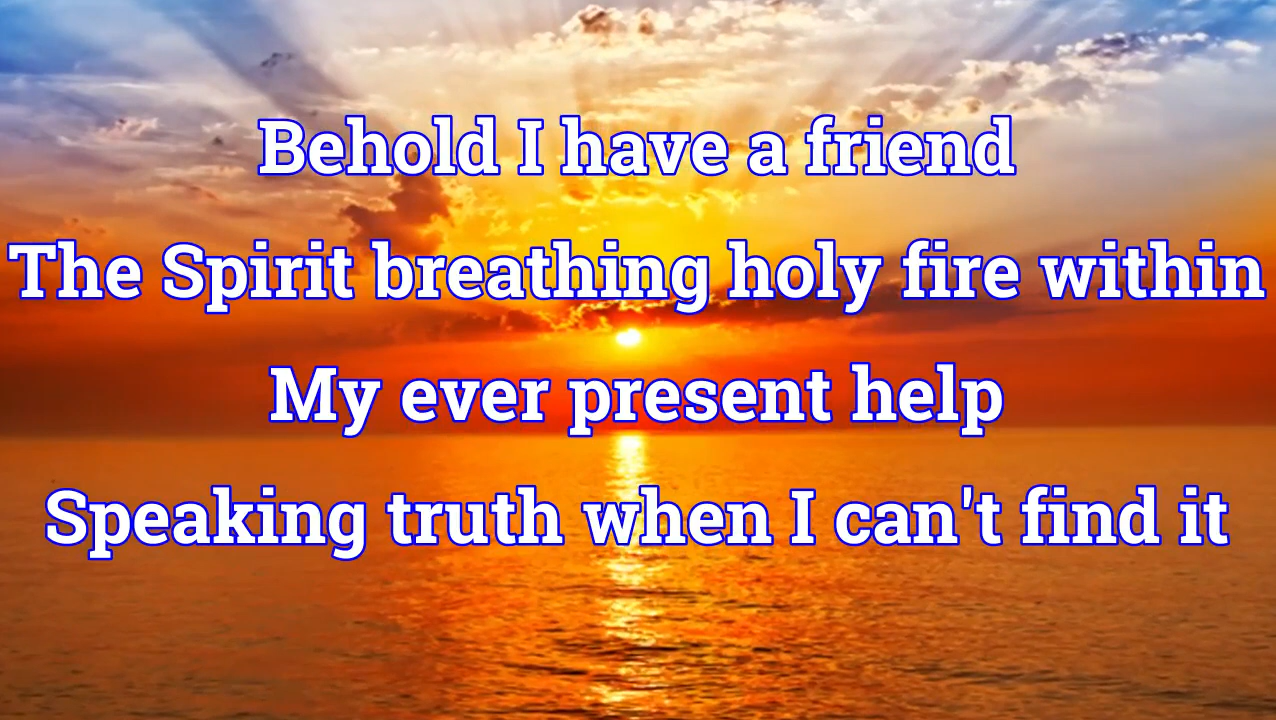 Behold I have a friend
The Spirit breathing holy fire within
My ever present help
Speaking truth when I can't find it